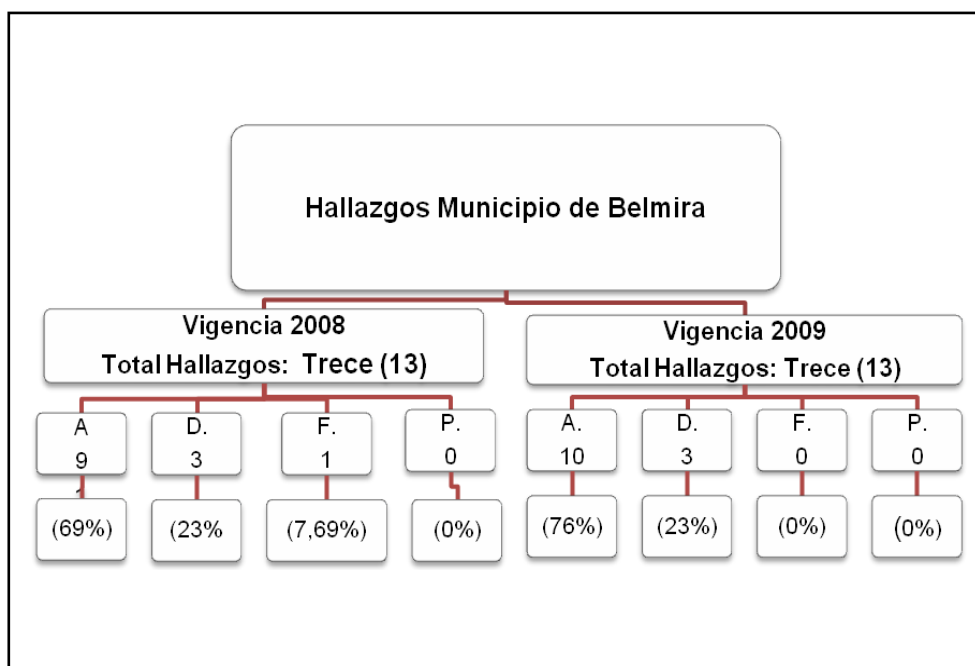 Hallazgos Municipio de Belmira
Vigencia 2008
Total Hallazgos: Trece (13)
Vigencia 2009
Total Hallazgos: Trece (13)
A
9
D.
3
F.
1
P.
0
A.
10
D.
3
F.
0
P.
0
(69%)
(23%
(7,69%)
(0%)
(76%)
(23%)
(0%)
(0%)